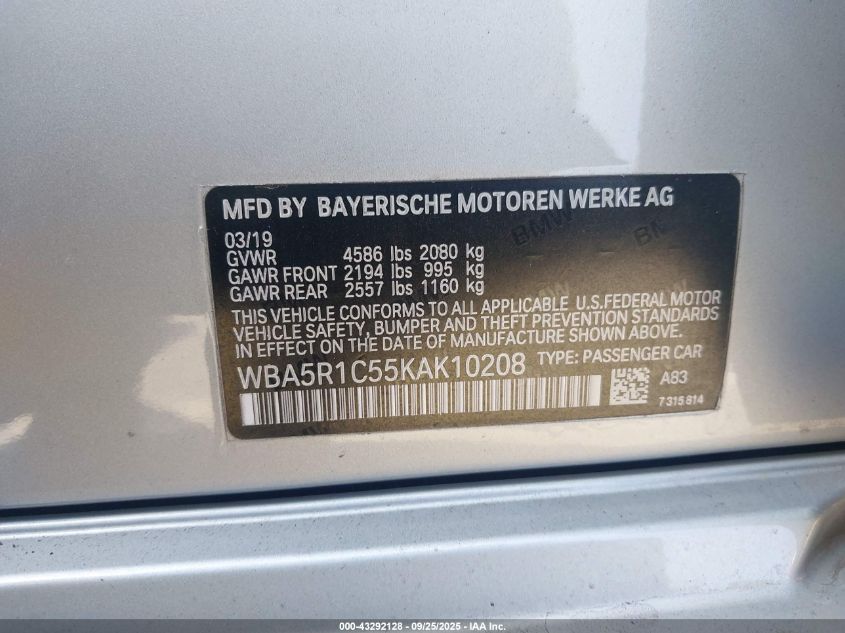 MFD BY BAYERISCHE MOTOREN WERKE AG
03/19
GVWR 4586 lbs 2080 kg
GAWR FRONT 2194 lbs 995 kg
GAWR REAR 2557 lbs 1160 kg
THIS VEHICLE CONFORMS TO ALL APPLICABLE U.S.FEDERAL MOTOR
VEHICLE SAFETY, BUMPER AND THEFT PREVENTION STANDARDS
IN EFFECT ON THE DATE OF MANUFACTURE SHOWN ABOVE.
WBA5R1C55KAK10208 TYPE: PASSENGER CAR
A83
7315814
BMW
000-43292128 - 09/25/2025 - IAA Inc.